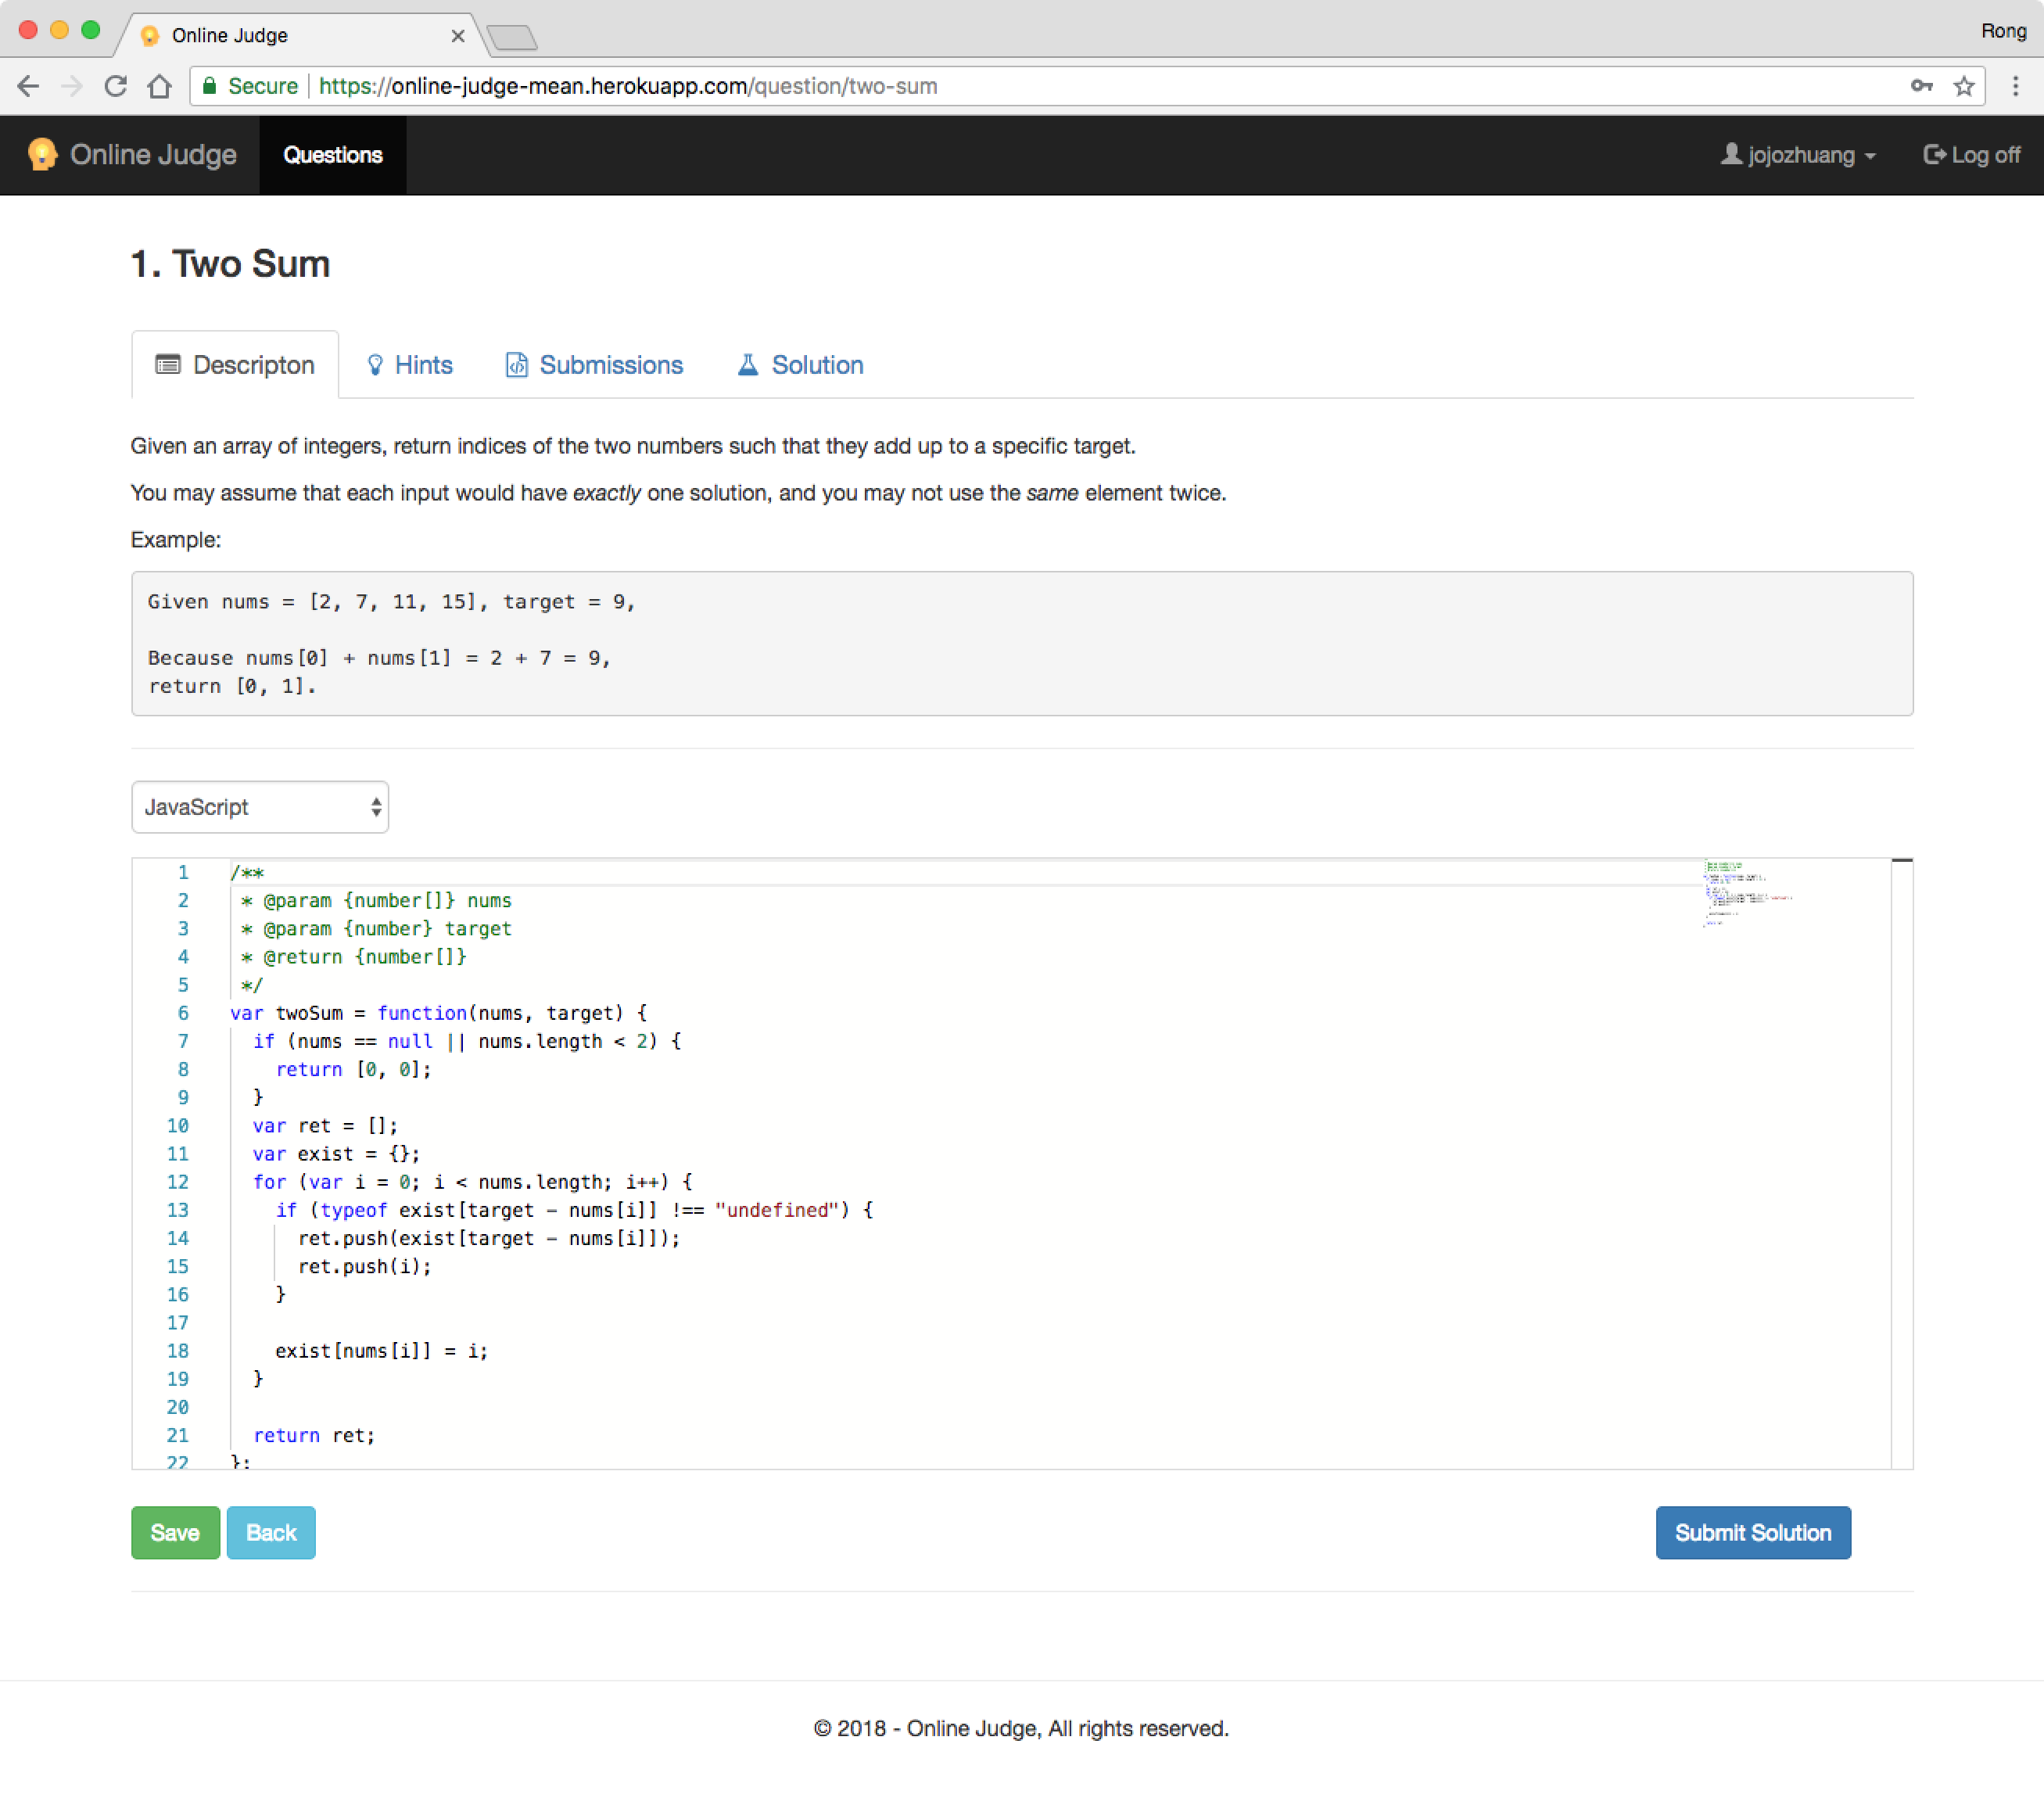 Online Judge
Rong
Secure https://online-judge-mean.herokuapp.com/question/two-sum
Online Judge Questions jojozhuang Log off
1. Two Sum
Descripton Hints Submissions Solution
Given an array of integers, return indices of the two numbers such that they add up to a specific target.
You may assume that each input would have exactly one solution, and you may not use the same element twice.
Example:
Given nums = [2, 7, 11, 15], target = 9,
Because nums[0] + nums[1] = 2 + 7 = 9,
return [0, 1].
JavaScript
1 /**
2 * @param {number[]} nums
3 * @param {number} target
4 * @return {number[]}
5 */
6 var twoSum = function(nums, target) {
7 if (nums == null || nums.length < 2) {
8 return [0, 0];
9 }
10 var ret = [];
11 var exist = {};
12 for (var i = 0; i < nums.length; i++) {
13 if (typeof exist[target - nums[i]] !== "undefined") {
14 ret.push(exist[target - nums[i]]);
15 ret.push(i);
16 }
17
18 exist[nums[i]] = i;
19 }
20
21 return ret;
22 };
Save Back Submit Solution
© 2018 - Online Judge, All rights reserved.